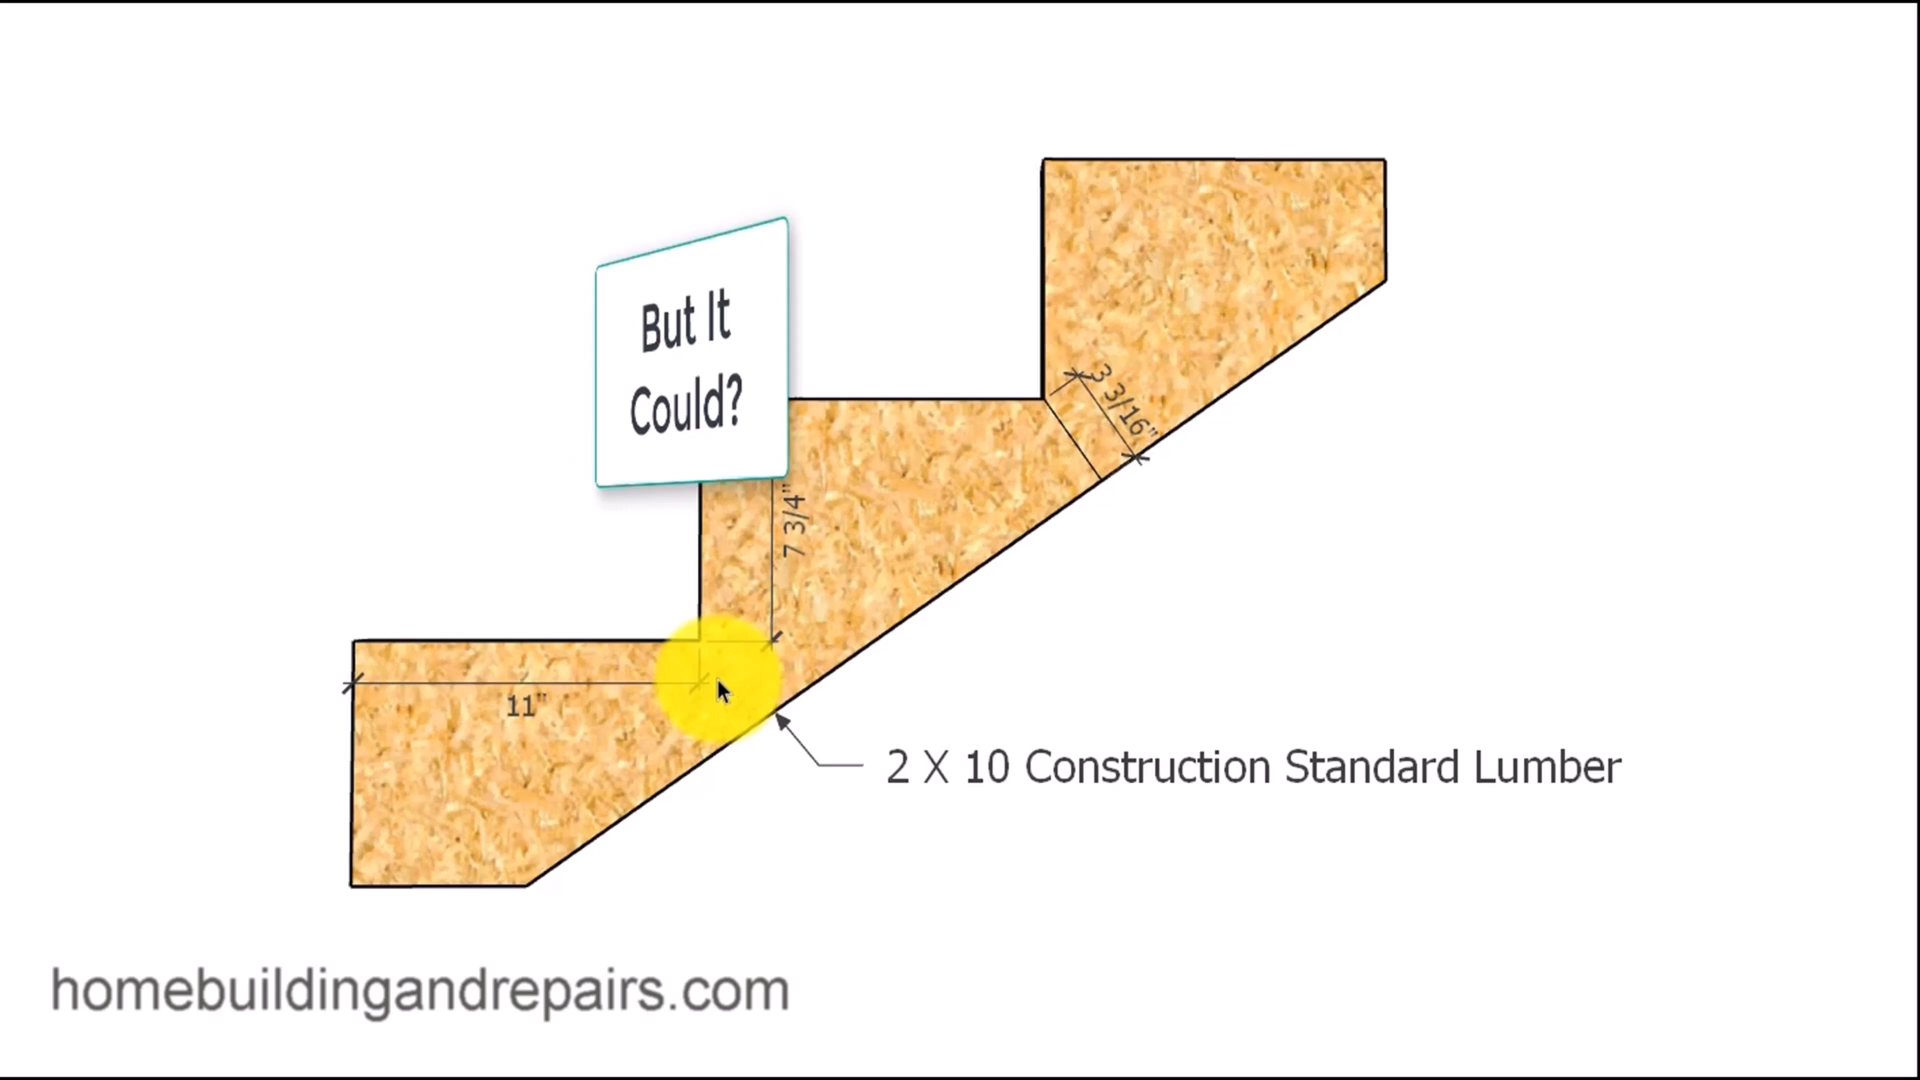 But It
Could?
3 3/16"
7 3/4"
11"
2 X 10 Construction Standard Lumber
homebuildingandrepairs.com